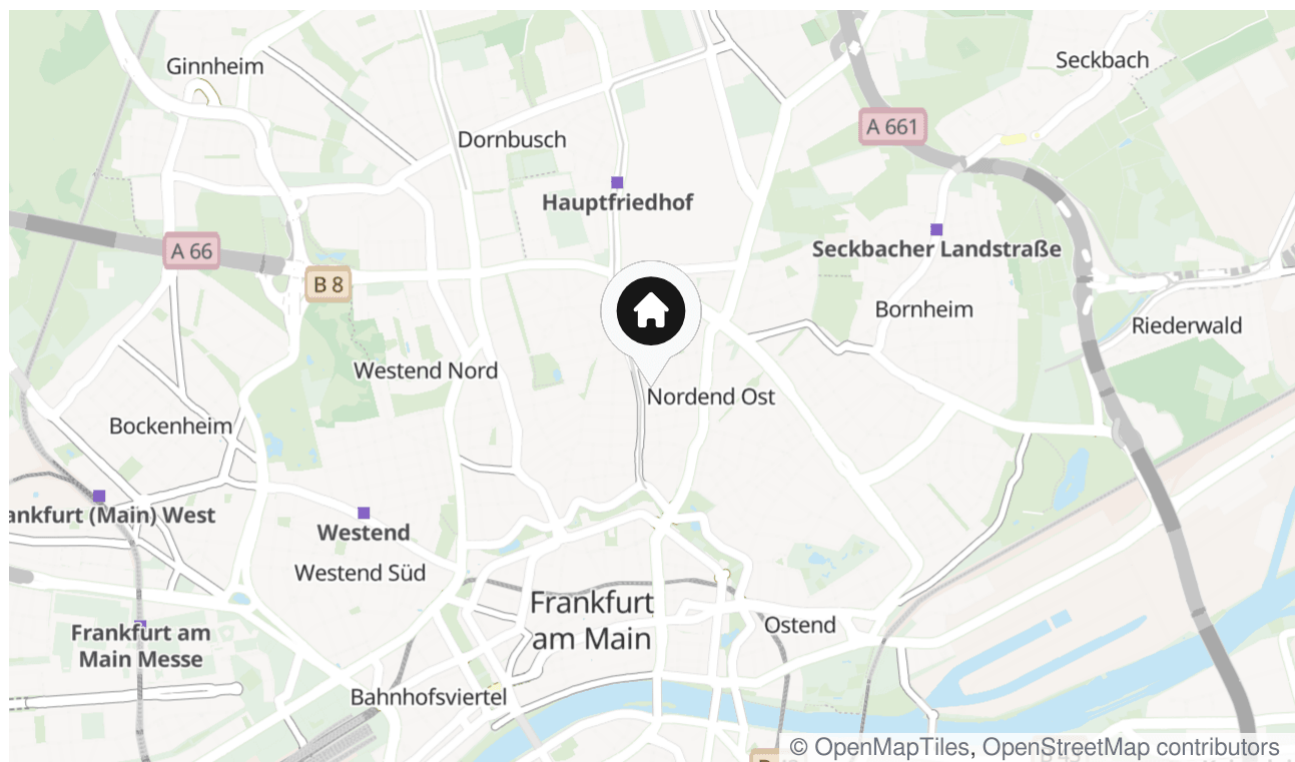 Ginnheim
Seckbach
A 661
Dornbusch
Hauptfriedhof
Seckbacher Landstraße
A 66
B 8
Bornheim
Riederwald
Westend Nord
Nordend Ost
Bockenheim
ankfurt (Main) West
Westend
Westend Süd
Frankfurt
am Main
Ostend
Frankfurt am
Main Messe
Bahnhofsviertel
© OpenMapTiles, OpenStreetMap contributors